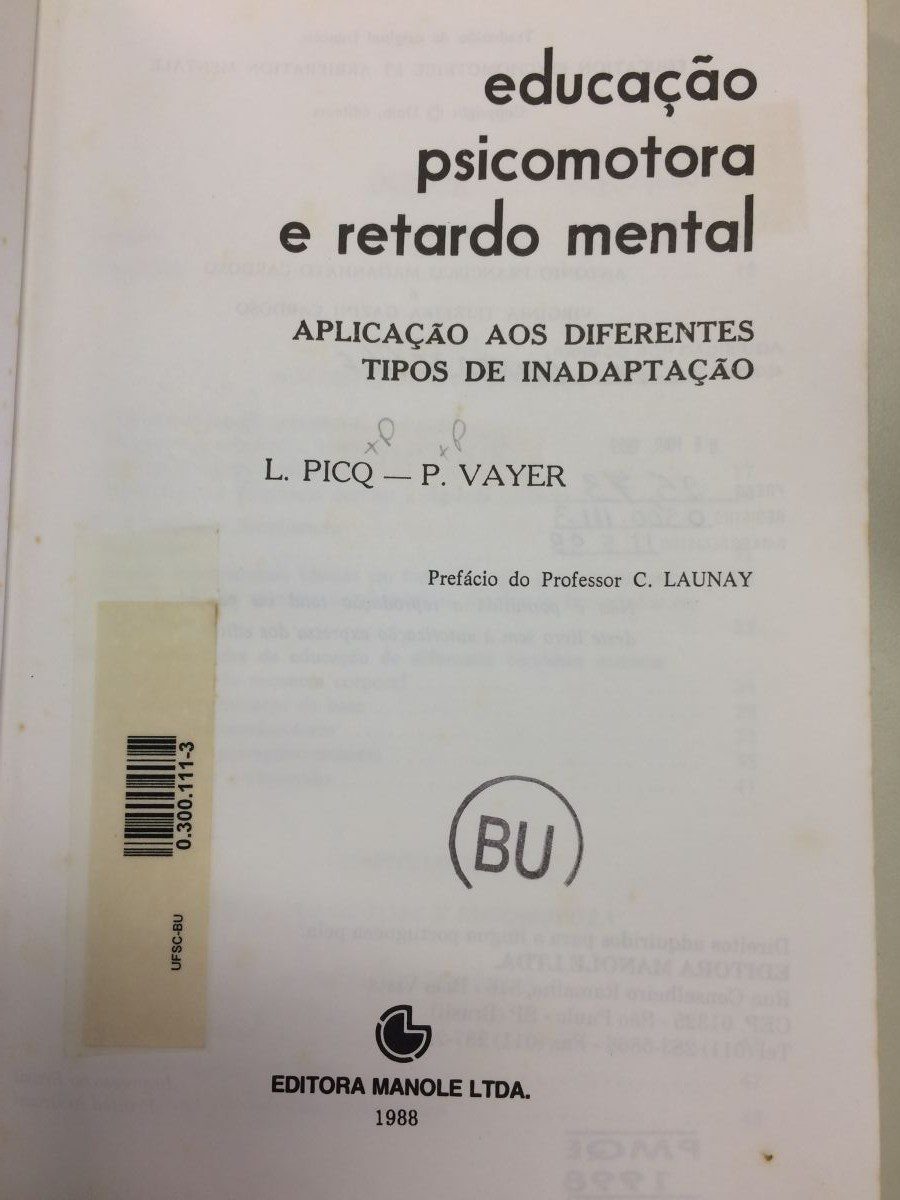 educação
psicomotora
e retardo mental
APLICAÇÃO AOS DIFERENTES
TIPOS DE INADAPTAÇÃO
L. PICQ — P. VAYER
Prefácio do Professor C. LAUNAY
0.300.111-3
UFSC-BU
BU
EDITORA MANOLE LTDA.
1988